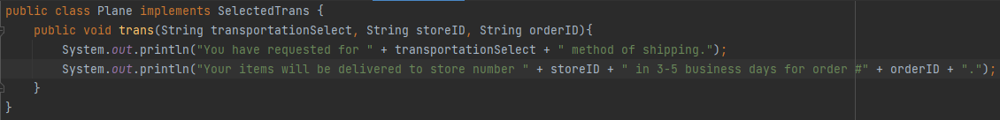 public class Plane implements SelectedTrans {
    public void trans(String transportationSelect, String storeID, String orderID){
        System.out.println("You have requested for " + transportationSelect + " method of shipping.");
        System.out.println("Your items will be delivered to store number " + storeID + " in 3-5 business days for order #" + orderID + ".");
    }
}